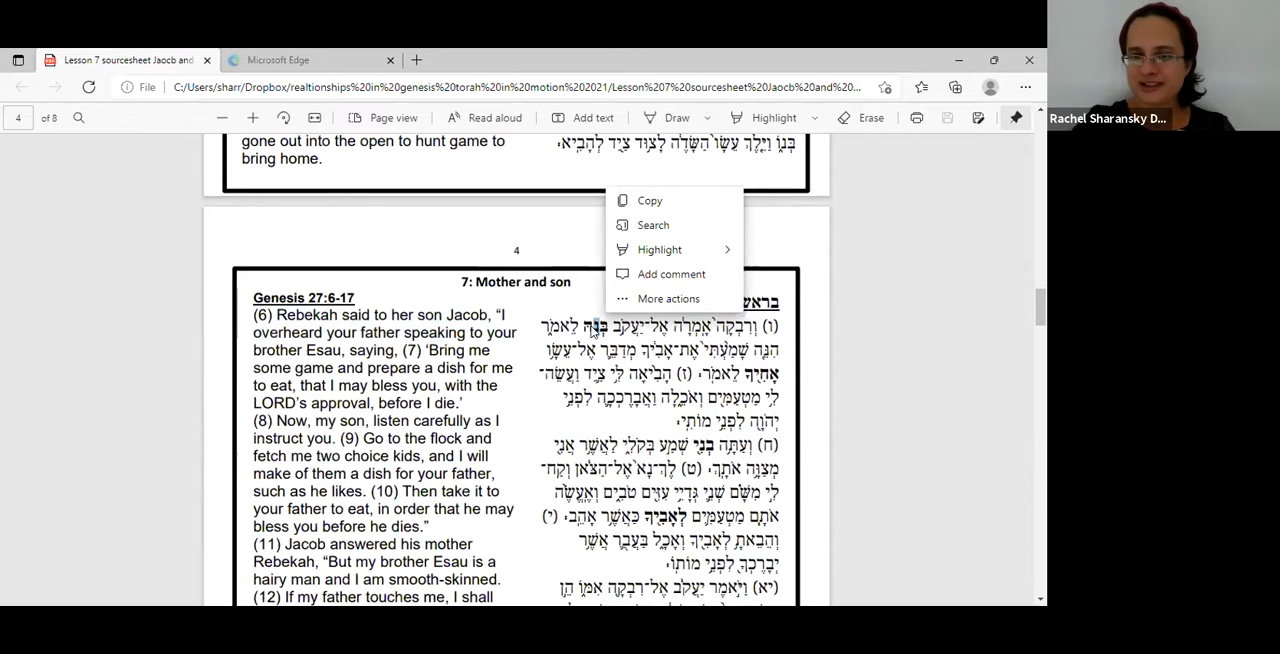 Lesson 7 sourcesheet Jaocb and
Microsoft Edge
File
C:/Users/sharr/Dropbox/realtionships%20in%20genesis%20torah%20in%20motion%202021/Lesson%207%20sourcesheet%20Jaocb%20and%20...
4 of 8
Page view
Read aloud
Add text
Draw
Highlight
Erase
Rachel Sharansky D...
gone out into the open to hunt game to
bring home.
בְּנ֑וֹ וַיֵּ֤לֶךְ עֵשָׂו֙ הַשָּׂדֶ֔ה לָצ֥וּד צַ֖יִד לְהָבִֽיא׃
Copy
Search
Highlight
Add comment
More actions
4
7: Mother and son
Genesis 27:6-17
(6) Rebekah said to her son Jacob, “I
overheard your father speaking to your
brother Esau, saying, (7) ‘Bring me
some game and prepare a dish for me
to eat, that I may bless you, with the
LORD’s approval, before I die.’
(8) Now, my son, listen carefully as I
instruct you. (9) Go to the flock and
fetch me two choice kids, and I will
make of them a dish for your father,
such as he likes. (10) Then take it to
your father to eat, in order that he may
bless you before he dies.”
(11) Jacob answered his mother
Rebekah, “But my brother Esau is a
hairy man and I am smooth-skinned.
(12) If my father touches me, I shall
בראש
(ו) וְרִבְקָה֙ אָֽמְרָ֔ה אֶל־יַעֲקֹ֥ב בְּנָ֖הּ לֵאמֹ֑ר
הִנֵּ֤ה שָׁמַ֙עְתִּי֙ אֶת־אָבִ֔יךָ מְדַבֵּ֛ר אֶל־עֵשָׂ֥ו
אָחִ֖יךָ לֵאמֹֽר׃ (ז) הָבִ֨יאָה לִּ֥י צַ֛יִד וַעֲשֵׂה־
לִ֥י מַטְעַמִּ֖ים וְאֹכֵ֑לָה וַאֲבָרֶכְכָ֛ה לִפְנֵ֥י
יְהֹוָ֖ה לִפְנֵ֥י מוֹתִֽי׃
(ח) וְעַתָּ֥ה בְנִ֖י שְׁמַ֣ע בְּקֹלִ֑י לַאֲשֶׁ֥ר אֲנִ֖י
מְצַוָּ֥ה אֹתָֽךְ׃ (ט) לֶךְ־נָא֙ אֶל־הַצֹּ֔אן וְקַֽח־
לִ֣י מִשָּׁ֗ם שְׁנֵ֛י גְּדָיֵ֥י עִזִּ֖ים טֹבִ֑ים וְאֶֽעֱשֶׂ֨ה
אֹתָ֧ם מַטְעַמִּ֛ים לְאָבִ֖יךָ כַּאֲשֶׁ֥ר אָהֵֽב׃ (י)
וְהֵבֵאתָ֥ לְאָבִ֖יךָ וְאָכָ֑ל בַּעֲבֻ֛ר אֲשֶׁ֥ר
יְבָרֶכְךָ֖ לִפְנֵ֥י מוֹתֽוֹ׃
(יא) וַיֹּ֣אמֶר יַעֲקֹ֔ב אֶל־רִבְקָ֖ה אִמּ֑וֹ הֵ֣ן